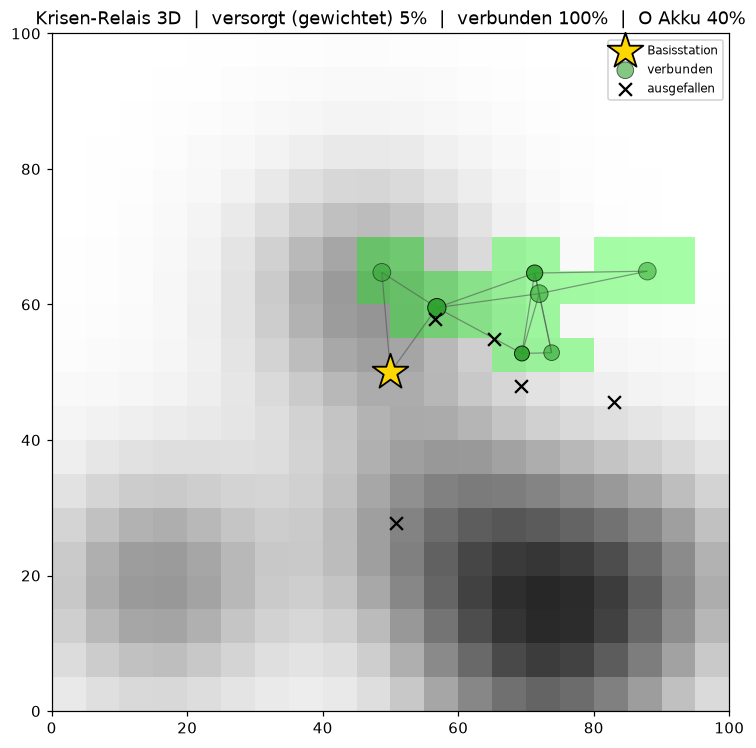 Krisen-Relais 3D | versorgt (gewichtet) 5% | verbunden 100% | O Akku 40%
Basisstation
verbunden
ausgefallen
100
80
60
40
20
0
0 20 40 60 80 100